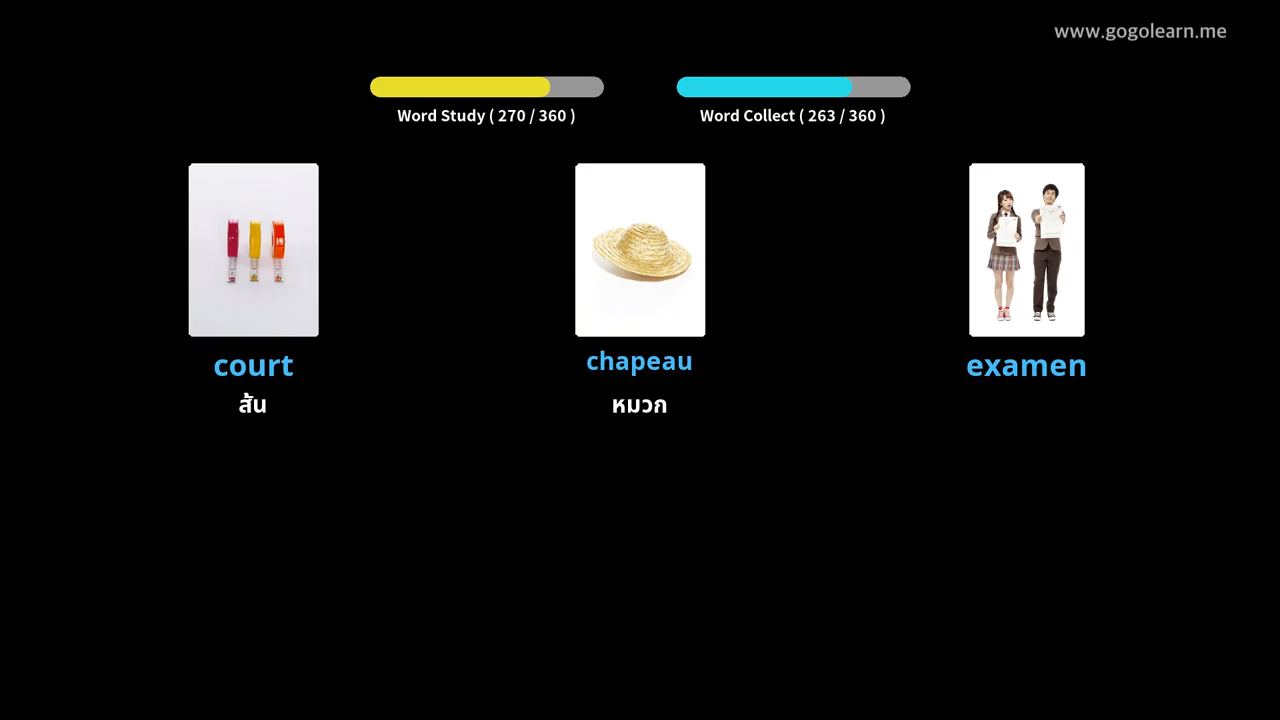 www.gogolearn.me
Word Study ( 270 / 360 )
Word Collect ( 263 / 360 )
court
chapeau
examen
ส้น
หมวก